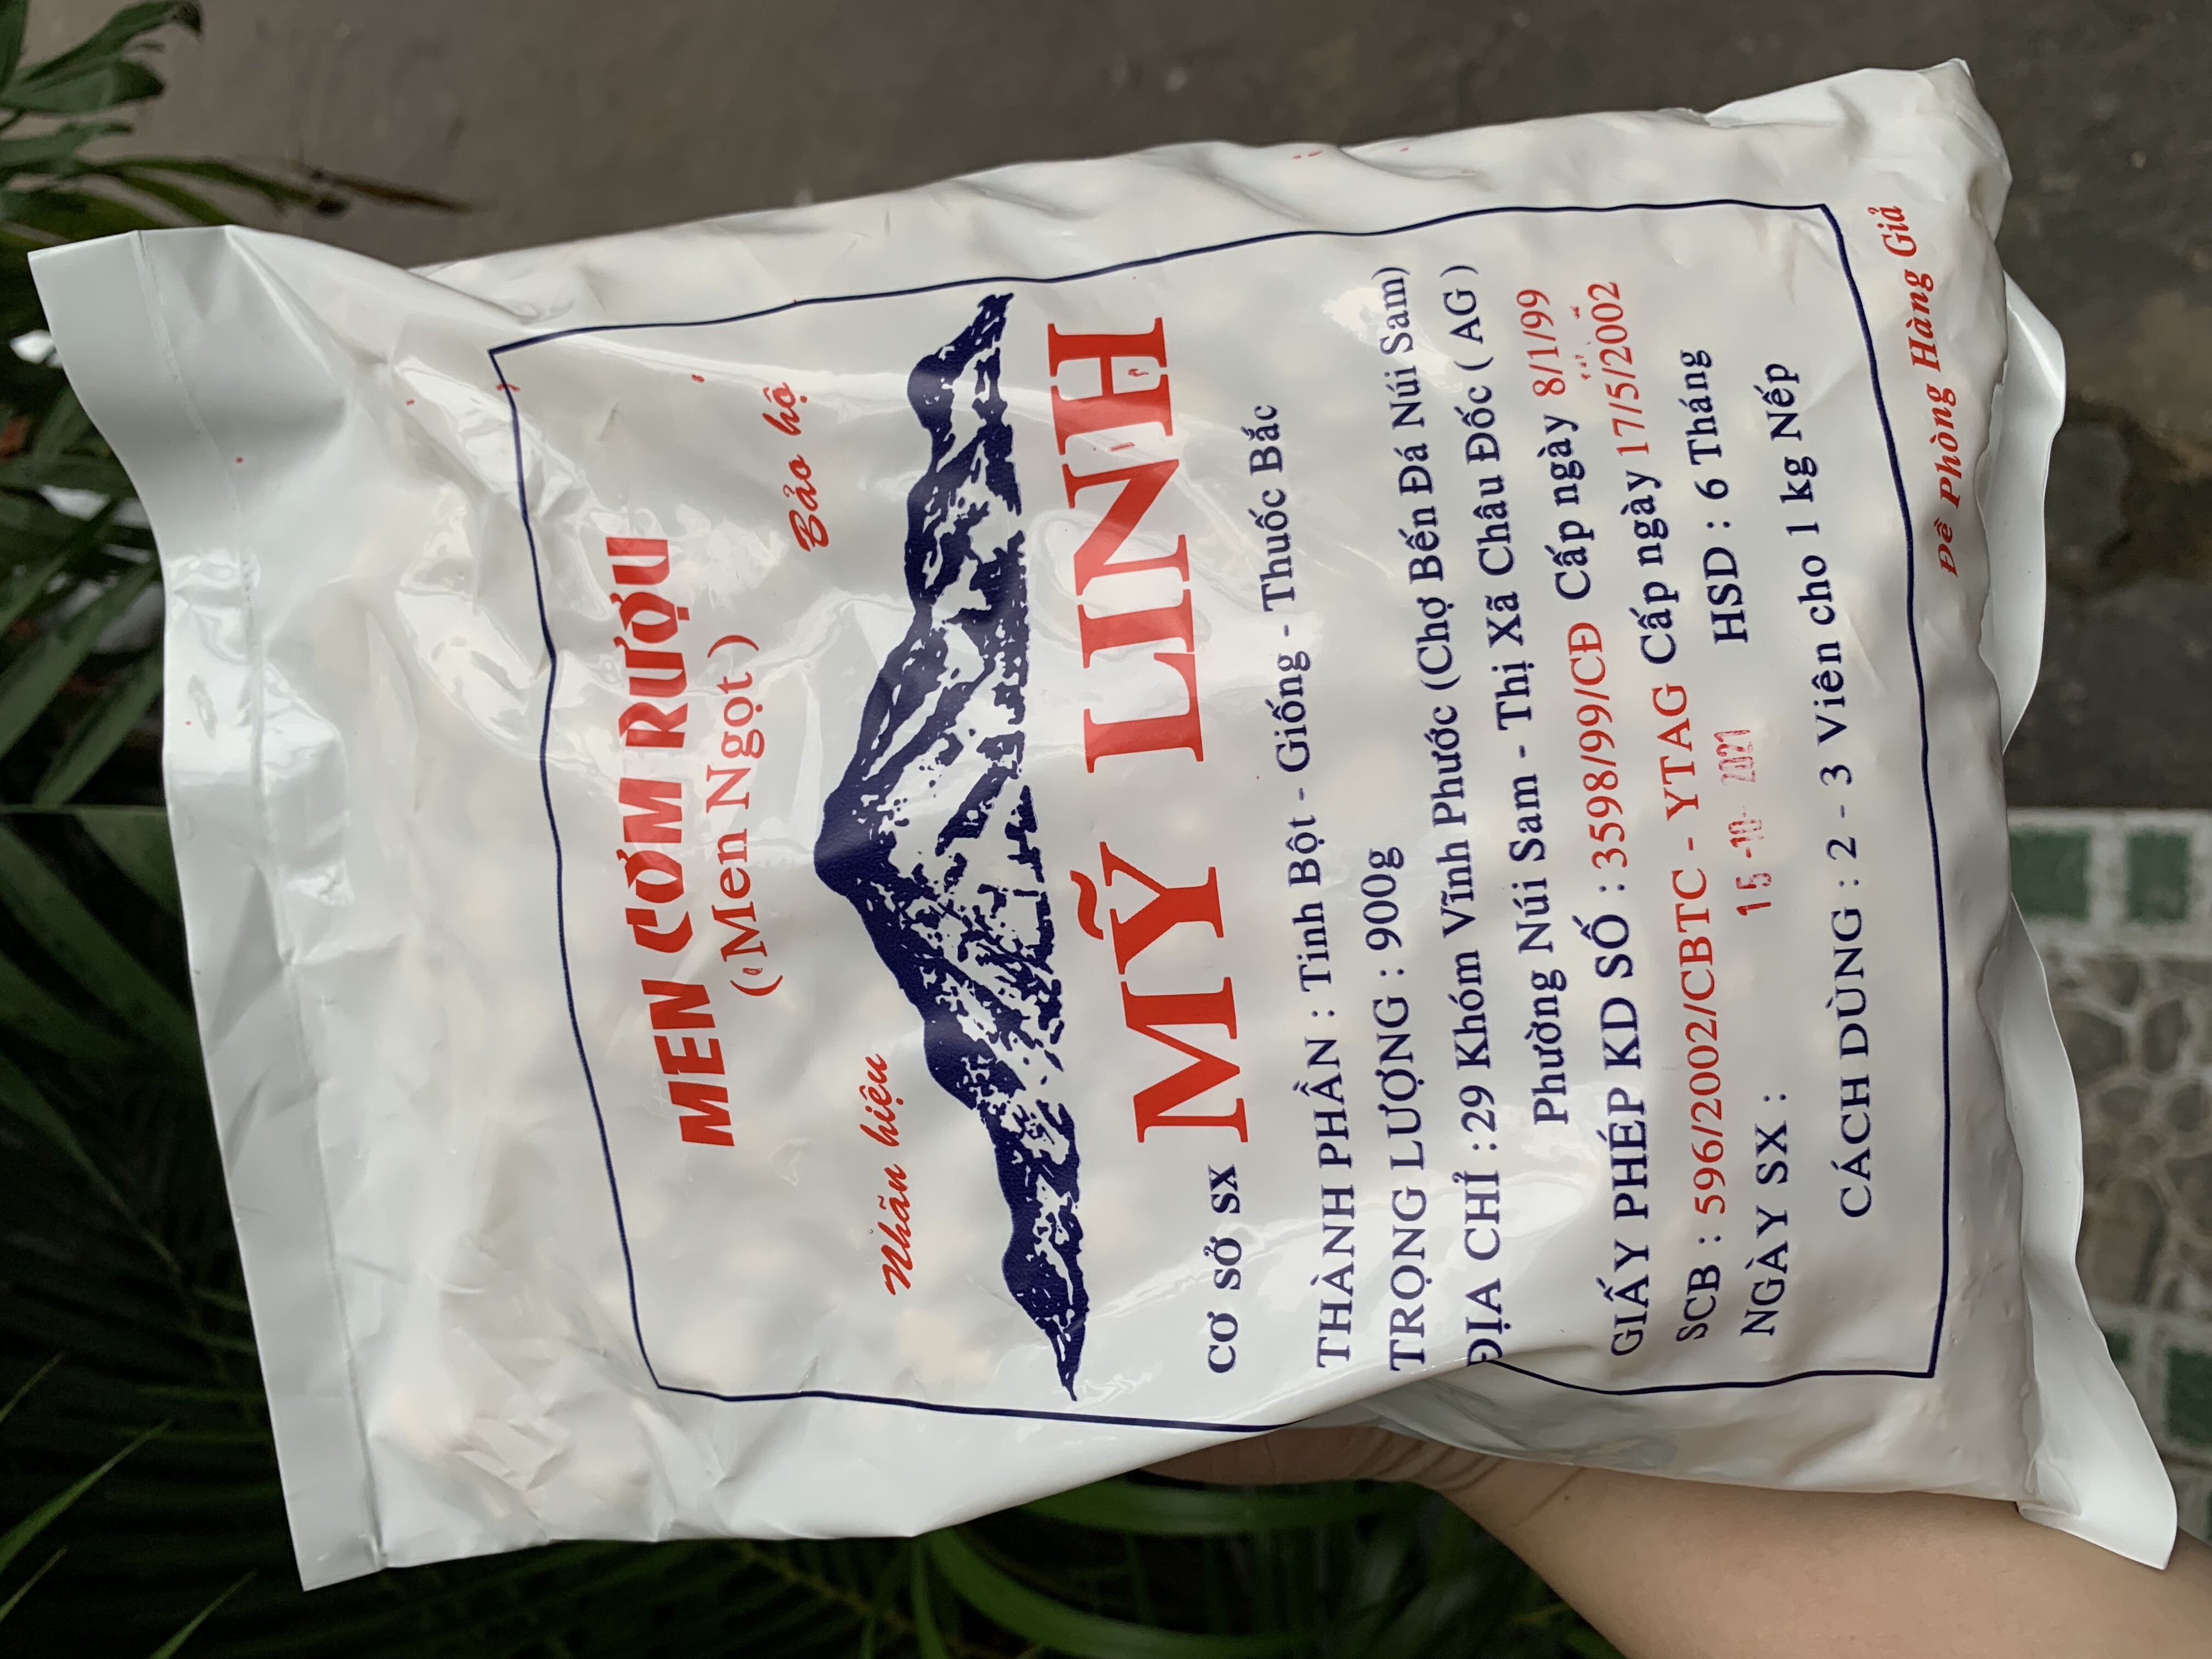 MEN CƠM RƯỢU
(Men Ngọt)
Nhãn hiệu Bảo hộ
CƠ SỞ SX MỸ LINH
THÀNH PHẦN : Tinh Bột - Giống - Thuốc Bắc
TRỌNG LƯỢNG : 900g
ĐỊA CHỈ : 29 Khóm Vĩnh Phước (Chợ Bến Đá Núi Sam)
Phường Núi Sam - Thị Xã Châu Đốc ( AG )
GIẤY PHÉP KD SỐ : 3598/99/CĐ Cấp ngày 8/1/99
SCB : 596/2002/CBTC - YTAG Cấp ngày 17/5/2002
NGÀY SX : 15-10-2021 HSD : 6 Tháng
CÁCH DÙNG : 2 - 3 Viên cho 1 kg Nếp
Đề Phòng Hàng Giả